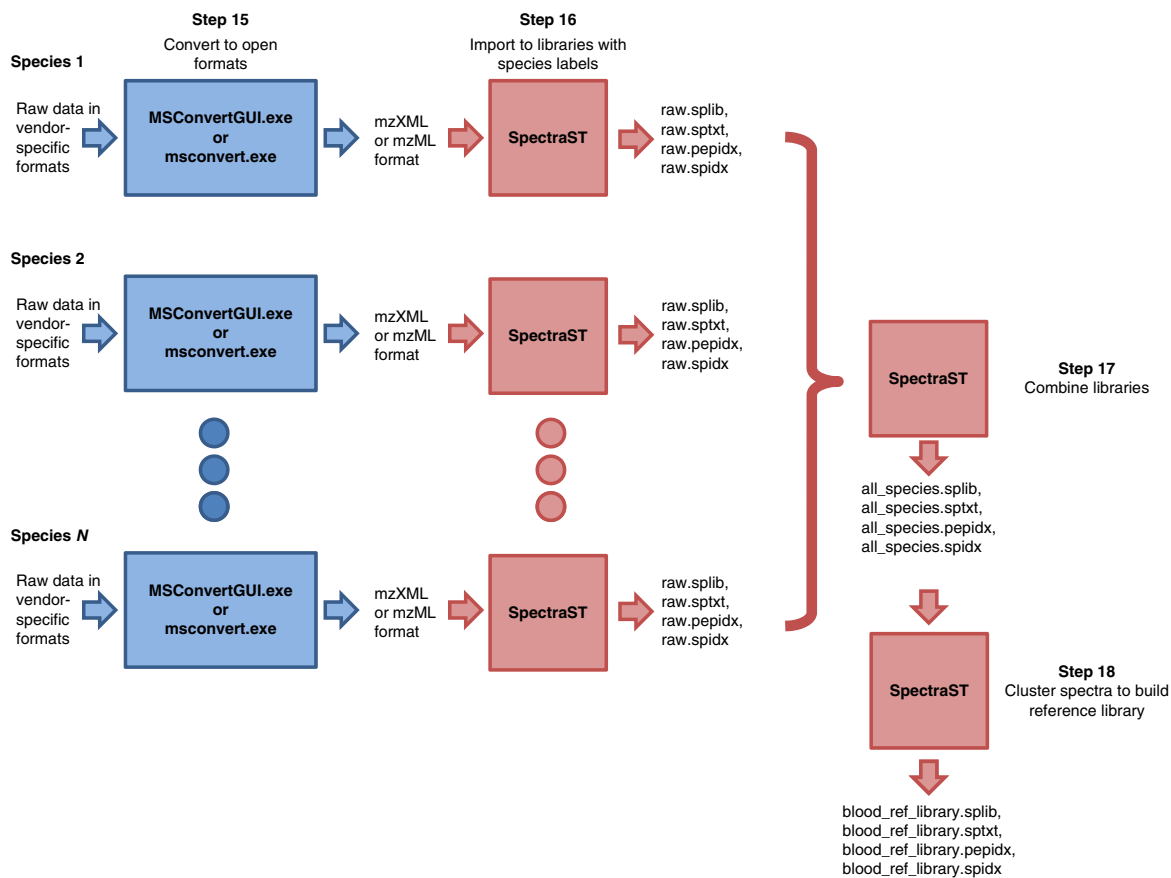 Step 15
Convert to open
formats
Step 16
Import to libraries with
species labels
Species 1
Raw data in
vendor-
specific
formats
MSConvertGUI.exe
or
msconvert.exe
mzXML
or mzML
format
SpectraST
raw.splib,
raw.sptxt,
raw.pepidx,
raw.spidx
Species 2
Raw data in
vendor-
specific
formats
MSConvertGUI.exe
or
msconvert.exe
mzXML
or mzML
format
SpectraST
raw.splib,
raw.sptxt,
raw.pepidx,
raw.spidx
Species N
Raw data in
vendor-
specific
formats
MSConvertGUI.exe
or
msconvert.exe
mzXML
or mzML
format
SpectraST
raw.splib,
raw.sptxt,
raw.pepidx,
raw.spidx
SpectraST
Step 17
Combine libraries
all_species.splib,
all_species.sptxt,
all_species.pepidx,
all_species.spidx
SpectraST
Step 18
Cluster spectra to build
reference library
blood_ref_library.splib,
blood_ref_library.sptxt,
blood_ref_library.pepidx,
blood_ref_library.spidx